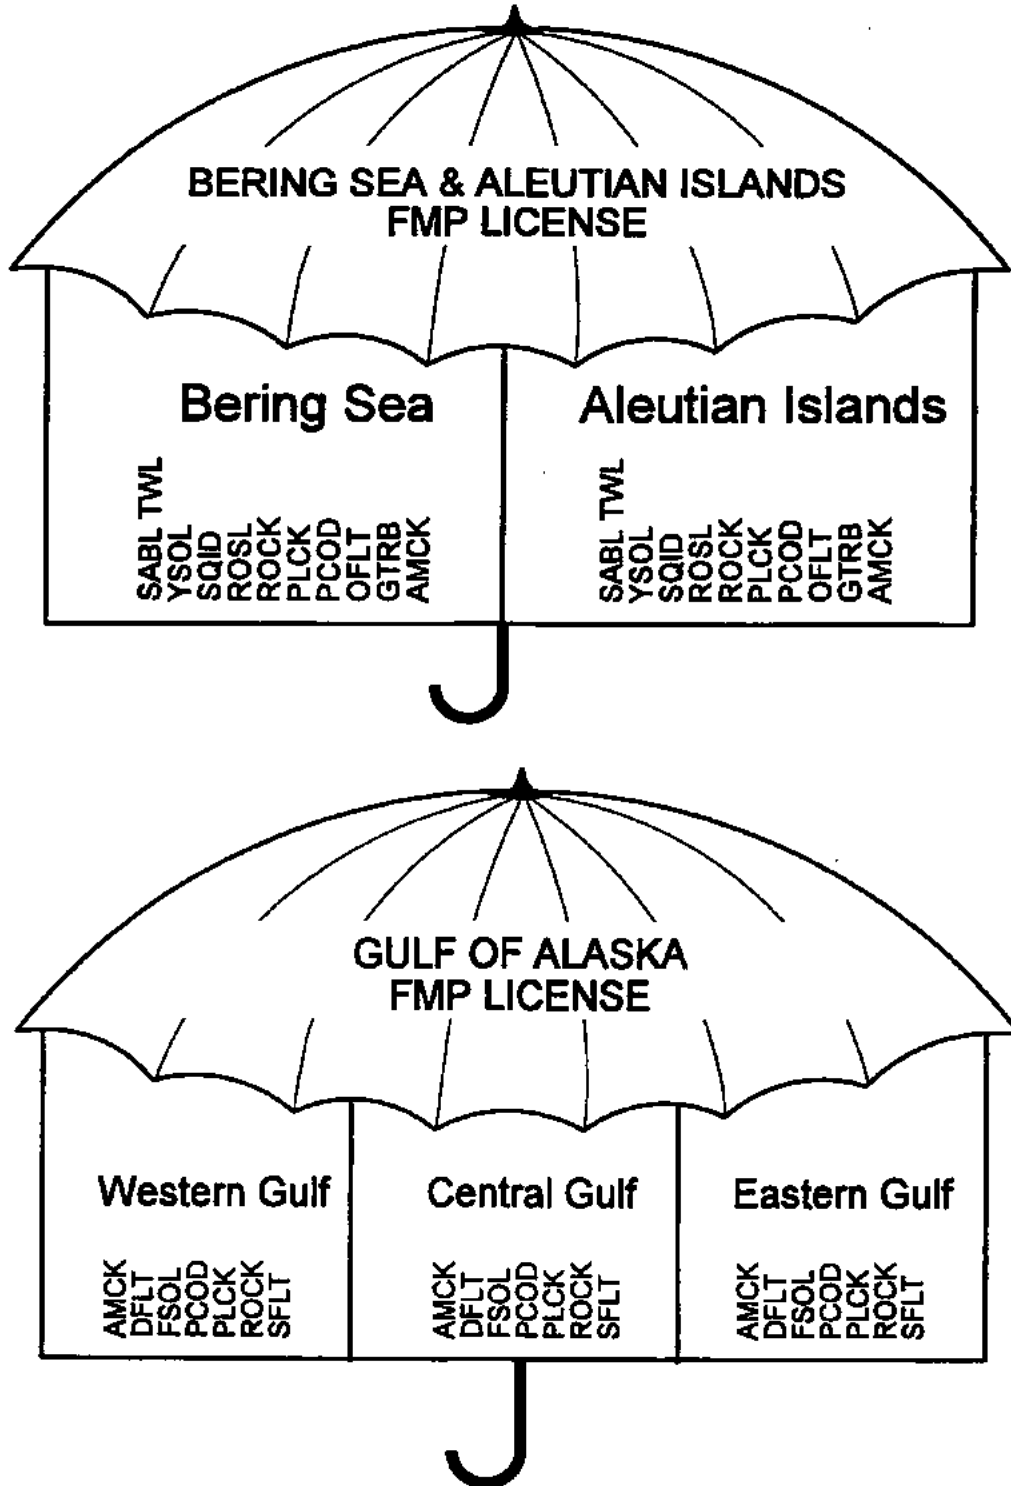 BERING SEA & ALEUTIAN ISLANDS
FMP LICENSE
Bering Sea
SABL TWL
YSOL
SQID
ROSL
ROCK
PLCK
PCOD
OFLT
GTRB
AMCK
Aleutian Islands
SABL TWL
YSOL
SQID
ROSL
ROCK
PLCK
PCOD
OFLT
GTRB
AMCK
GULF OF ALASKA
FMP LICENSE
Western Gulf
AMCK
DFLT
FSOL
PCOD
PLCK
ROCK
SFLT
Central Gulf
AMCK
DFLT
FSOL
PCOD
PLCK
ROCK
SFLT
Eastern Gulf
AMCK
DFLT
FSOL
PCOD
PLCK
ROCK
SFLT